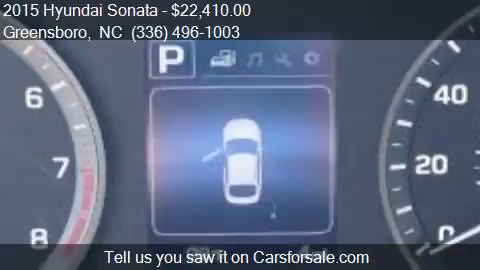 2015 Hyundai Sonata - $22,410.00
Greensboro, NC (336) 496-1003
P
6
7
8
40
20
0
Tell us you saw it on Carsforsale.com